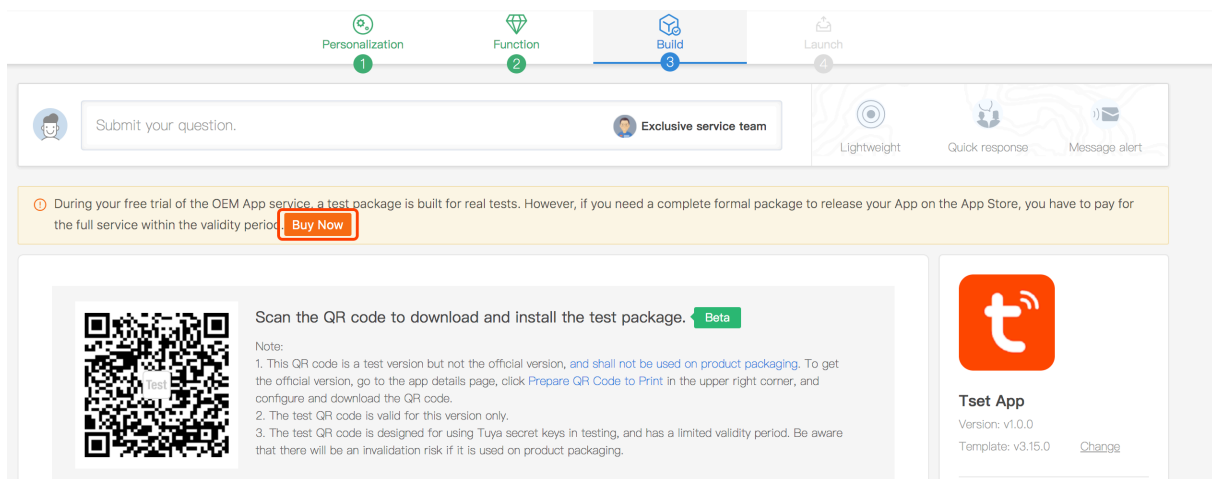 Personalization
Function
Build
Launch
1
2
3
4
Submit your question.
Exclusive service team
Lightweight
Quick response
Message alert
During your free trial of the OEM App service, a test package is built for real tests. However, if you need a complete formal package to release your App on the App Store, you have to pay for
the full service within the validity period. Buy Now
Scan the QR code to download and install the test package. Beta
Note:
1. This QR code is a test version but not the official version, and shall not be used on product packaging. To get
the official version, go to the app details page, click Prepare QR Code to Print in the upper right corner, and
configure and download the QR code.
2. The test QR code is valid for this version only.
3. The test QR code is designed for using Tuya secret keys in testing, and has a limited validity period. Be aware
that there will be an invalidation risk if it is used on product packaging.
Test
t
Tset App
Version: v1.0.0
Template: v3.15.0 Change